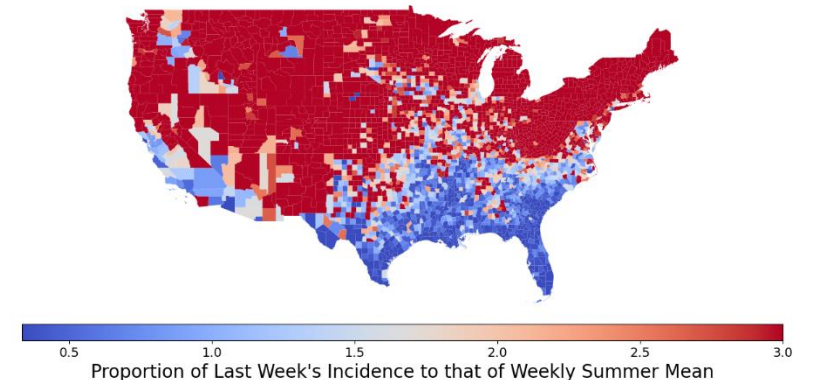 0.5 1.0 1.5 2.0 2.5 3.0
Proportion of Last Week's Incidence to that of Weekly Summer Mean